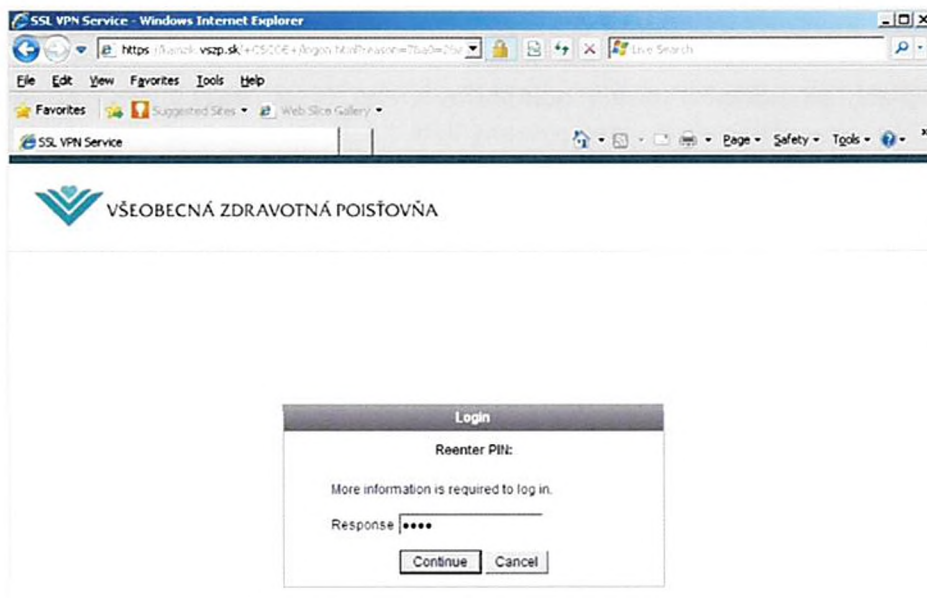 SSL VPN Service - Windows Internet Explorer
https vszp.sk Live Search
File Edit View Favorites Tools Help
Favorites Suggested Sites Web Slice Gallery
SSL VPN Service Page Safety Tools
VŠEOBECNÁ ZDRAVOTNÁ POISŤOVŇA
Login
Reenter PIN:
More information is required to log in.
Response ••••
Continue Cancel